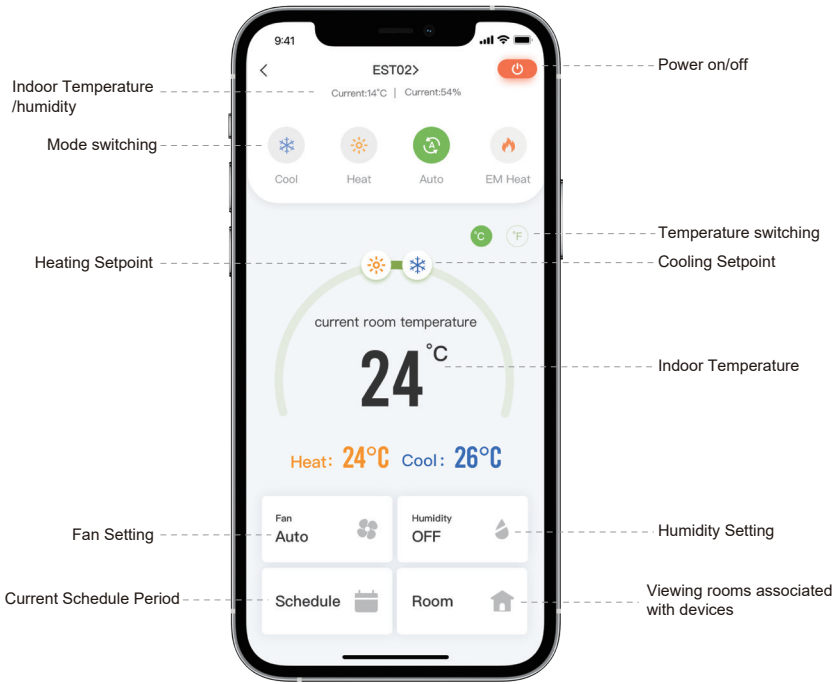 9:41
Power on/off
EST02>
Indoor Temperature
/humidity
Current:14°C | Current:54%
Mode switching
Cool Heat Auto EM Heat
°C °F
Temperature switching
Heating Setpoint
Cooling Setpoint
current room temperature
24°C
Indoor Temperature
Heat: 24°C Cool: 26°C
Fan Setting
Fan
Auto
Humidity
OFF
Humidity Setting
Current Schedule Period
Schedule
Room
Viewing rooms associated
with devices